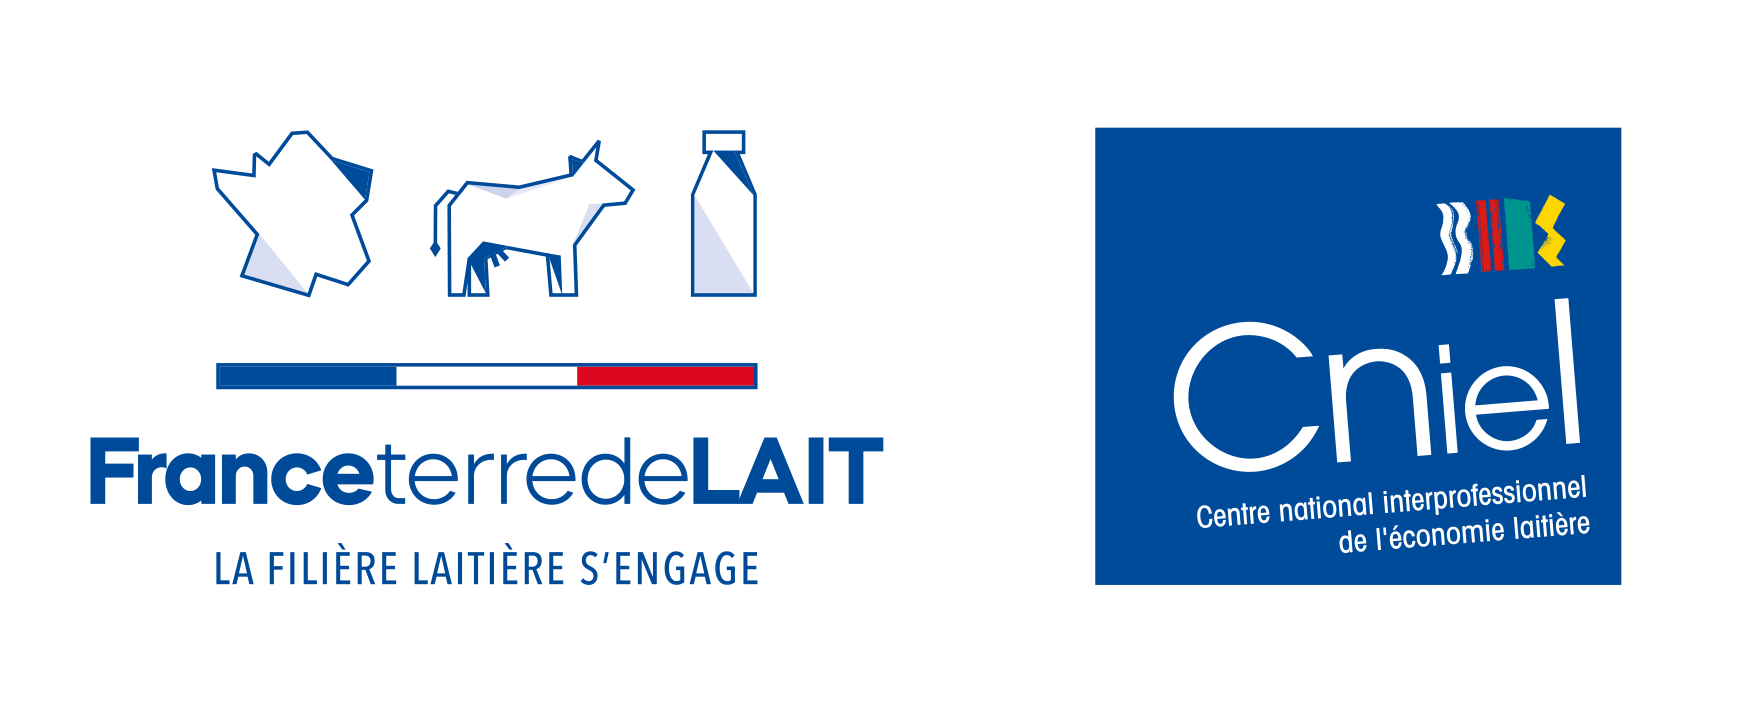 FranceterredeLAIT
LA FILIÈRE LAITIÈRE S'ENGAGE
Cniel
Centre national interprofessionnel
de l'économie laitière